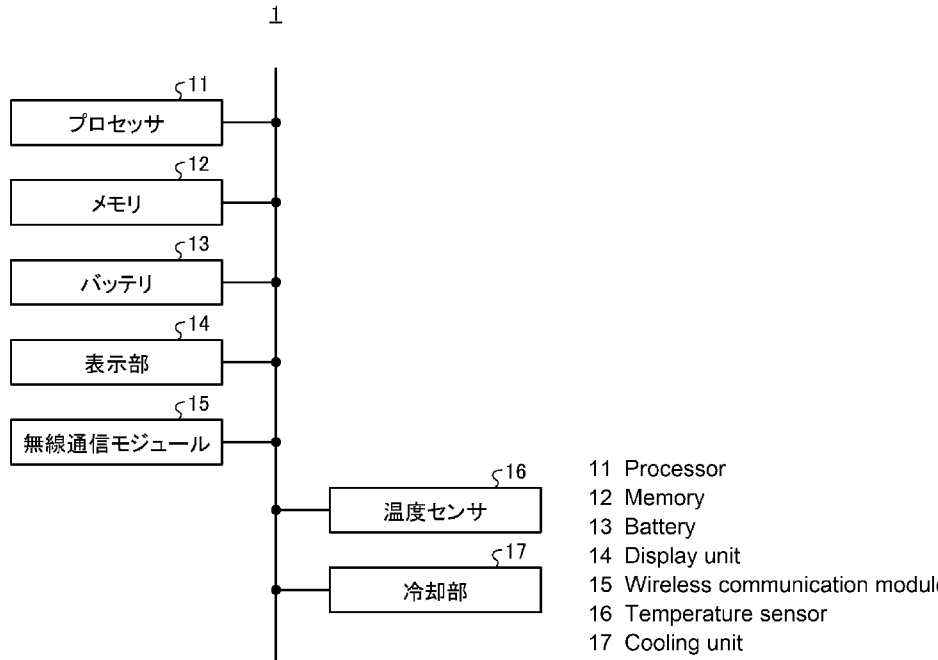 1
11
プロセッサ
12
メモリ
13
バッテリ
14
表示部
15
無線通信モジュール
16
温度センサ
17
冷却部
11 Processor
12 Memory
13 Battery
14 Display unit
15 Wireless communication module
16 Temperature sensor
17 Cooling unit